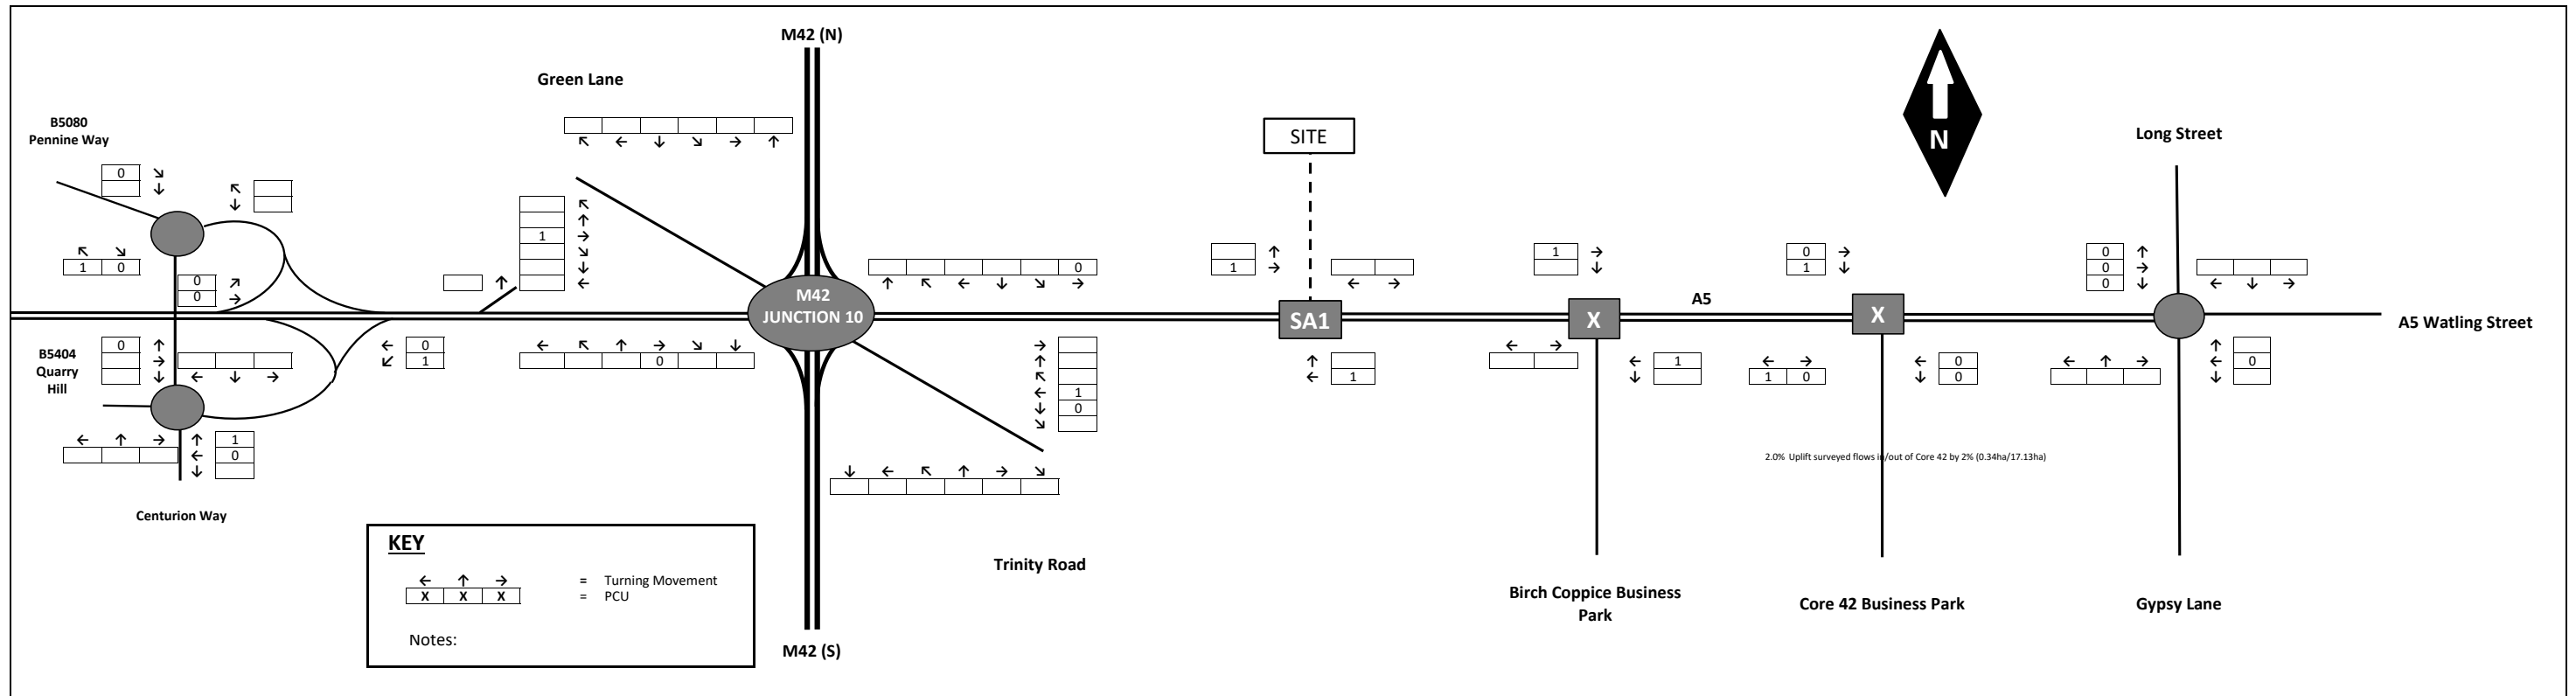 M42 (N)
Green Lane
B5080
Pennine Way
SITE
N
Long Street
0
↘
↓
↖
↓
↖ ← ↓ ↘ → ↑
↖
↑
1 →
↘
↓
←
↑
↖ ↘
1 0
0 ↗
0 →
M42
JUNCTION 10
0
↑ ↖ ← ↓ ↘ →
↑
1 →
← →
SA1
1 →
↓
X
A5
0 →
1 ↓
X
0 ↑
0 →
0 ↓
← ↓ →
A5 Watling Street
B5404
Quarry
Hill
0 ↑
→
↓
← ↓ →
← 0
↙ 1
← ↖ ↑ → ↘ ↓
0
→
↑
↖
← 1
↓ 0
↘
↑
← 1
← →
← 1
↓
← →
1 0
← 0
↓ 0
← ↑ →
↑
← 0
↓
← ↑ →
↑ 1
← 0
↓
↓ ← ↖ ↑ → ↘
2.0% Uplift surveyed flows in/out of Core 42 by 2% (0.34ha/17.13ha)
Centurion Way
KEY
← ↑ → = Turning Movement
X X X = PCU
Notes:
Trinity Road
M42 (S)
Birch Coppice Business
Park
Core 42 Business Park
Gypsy Lane